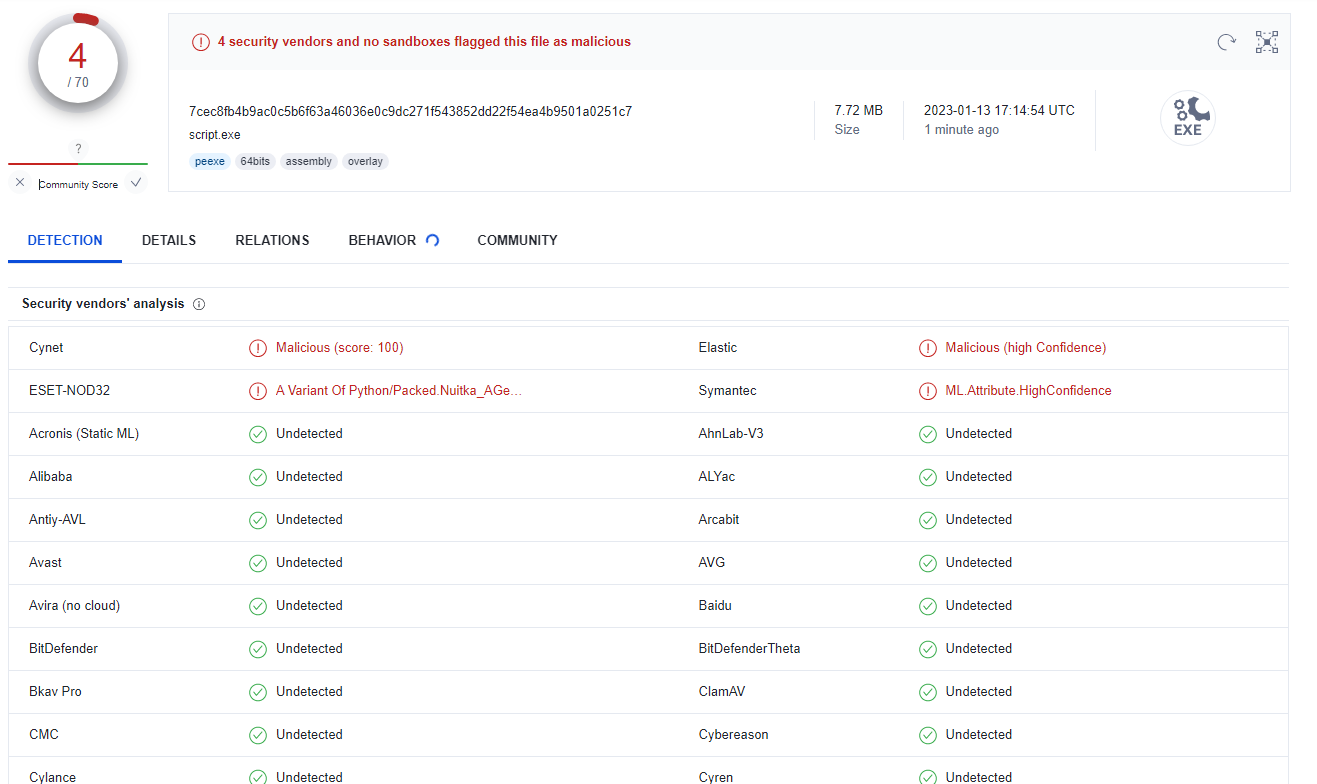 4
/ 70
?
Community Score
4 security vendors and no sandboxes flagged this file as malicious
7cec8fb4b9ac0c5b6f63a46036e0c9dc271f543852dd22f54ea4b9501a0251c7
script.exe
peexe 64bits assembly overlay
7.72 MB
Size
2023-01-13 17:14:54 UTC
1 minute ago
EXE
DETECTION DETAILS RELATIONS BEHAVIOR COMMUNITY
Security vendors' analysis
Cynet Malicious (score: 100) Elastic Malicious (high Confidence)
ESET-NOD32 A Variant Of Python/Packed.Nuitka_AGe… Symantec ML.Attribute.HighConfidence
Acronis (Static ML) Undetected AhnLab-V3 Undetected
Alibaba Undetected ALYac Undetected
Antiy-AVL Undetected Arcabit Undetected
Avast Undetected AVG Undetected
Avira (no cloud) Undetected Baidu Undetected
BitDefender Undetected BitDefenderTheta Undetected
Bkav Pro Undetected ClamAV Undetected
CMC Undetected Cybereason Undetected
Cylance Undetected Cyren Undetected